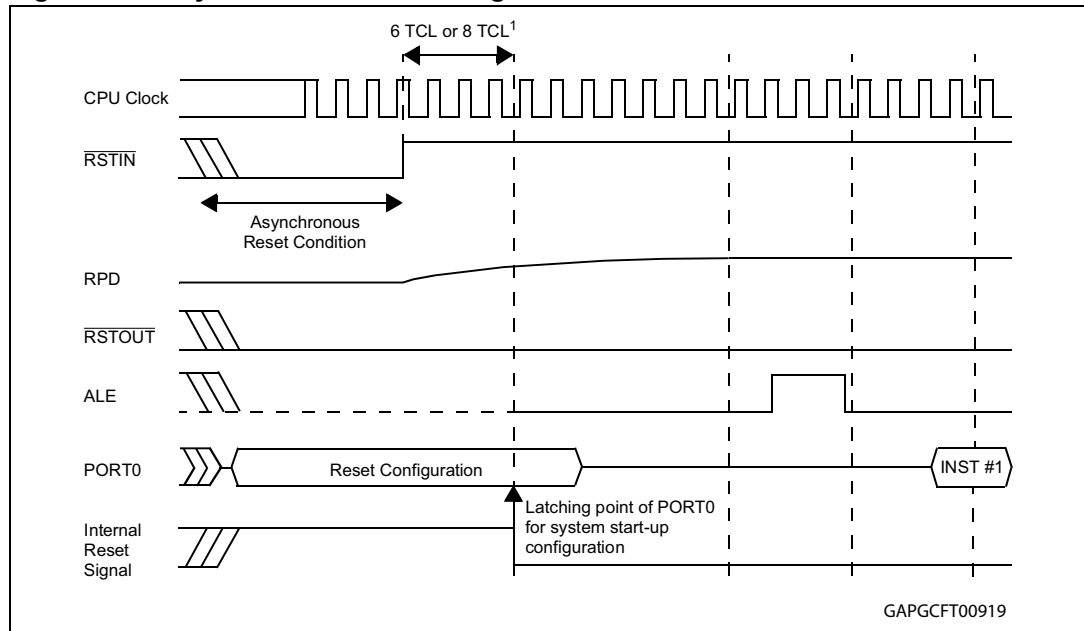 6 TCL or 8 TCL¹
CPU Clock
RSTIN
Asynchronous
Reset Condition
RPD
RSTOUT
ALE
PORT0
Reset Configuration
INST #1
Latching point of PORT0
for system start-up
configuration
Internal
Reset
Signal
GAPGCFT00919